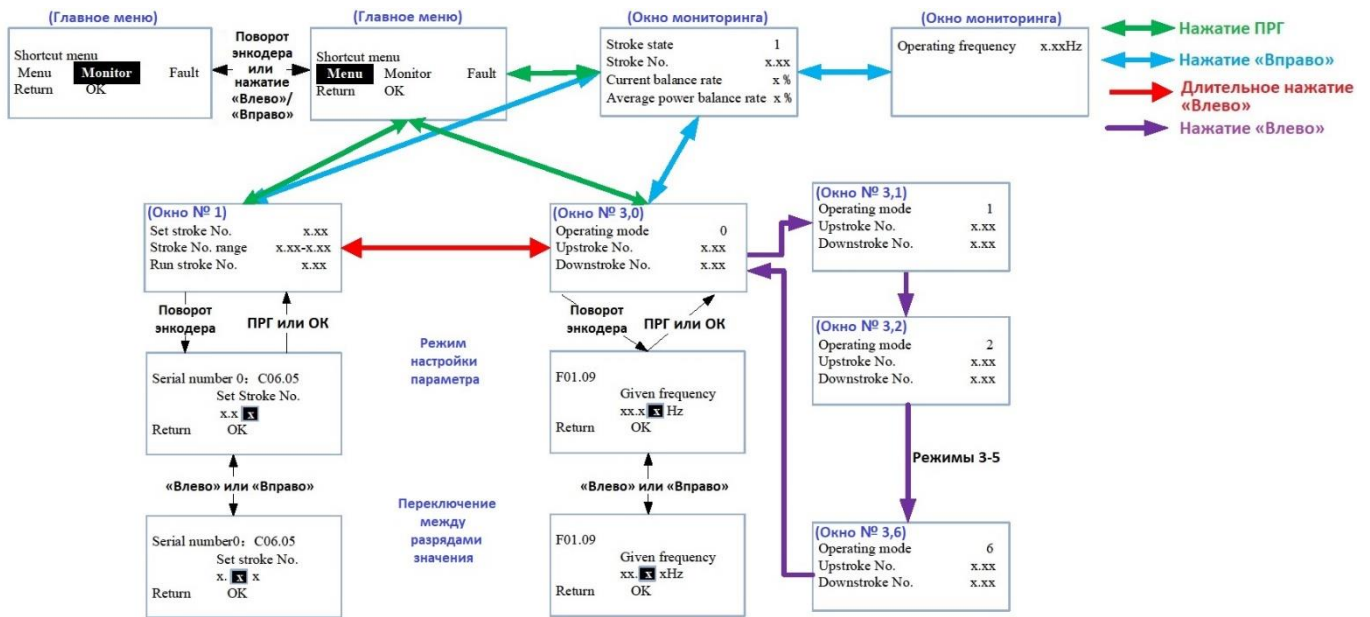 (Главное меню)
Shortcut menu
Menu Monitor Fault
Return OK
Поворот
энкодера
или
нажатие
«Влево»/
«Вправо»
(Главное меню)
Shortcut menu
Menu Monitor Fault
Return OK
(Окно мониторинга)
Stroke state 1
Stroke No. x.xx
Current balance rate x %
Average power balance rate x %
(Окно мониторинга)
Operating frequency x.xxHz
Нажатие ПРГ
Нажатие «Вправо»
Длительное нажатие
«Влево»
Нажатие «Влево»
(Окно № 1)
Set stroke No. x.xx
Stroke No. range x.xx-x.xx
Run stroke No. x.xx
(Окно № 3,0)
Operating mode 0
Upstroke No. x.xx
Downstroke No. x.xx
(Окно № 3,1)
Operating mode 1
Upstroke No. x.xx
Downstroke No. x.xx
Поворот
энкодера
ПРГ или ОК
Режим
настройки
параметра
Поворот
энкодера
ПРГ или ОК
(Окно № 3,2)
Operating mode 2
Upstroke No. x.xx
Downstroke No. x.xx
Serial number 0: C06.05
Set Stroke No.
x.x x
Return OK
F01.09
Given frequency
xx.x x Hz
Return OK
Режимы 3-5
«Влево» или «Вправо»
Переключение
между
разрядами
значения
«Влево» или «Вправо»
Serial number0: C06.05
Set stroke No.
x. x x
Return OK
F01.09
Given frequency
xx. x xHz
Return OK
(Окно № 3,6)
Operating mode 6
Upstroke No. x.xx
Downstroke No. x.xx